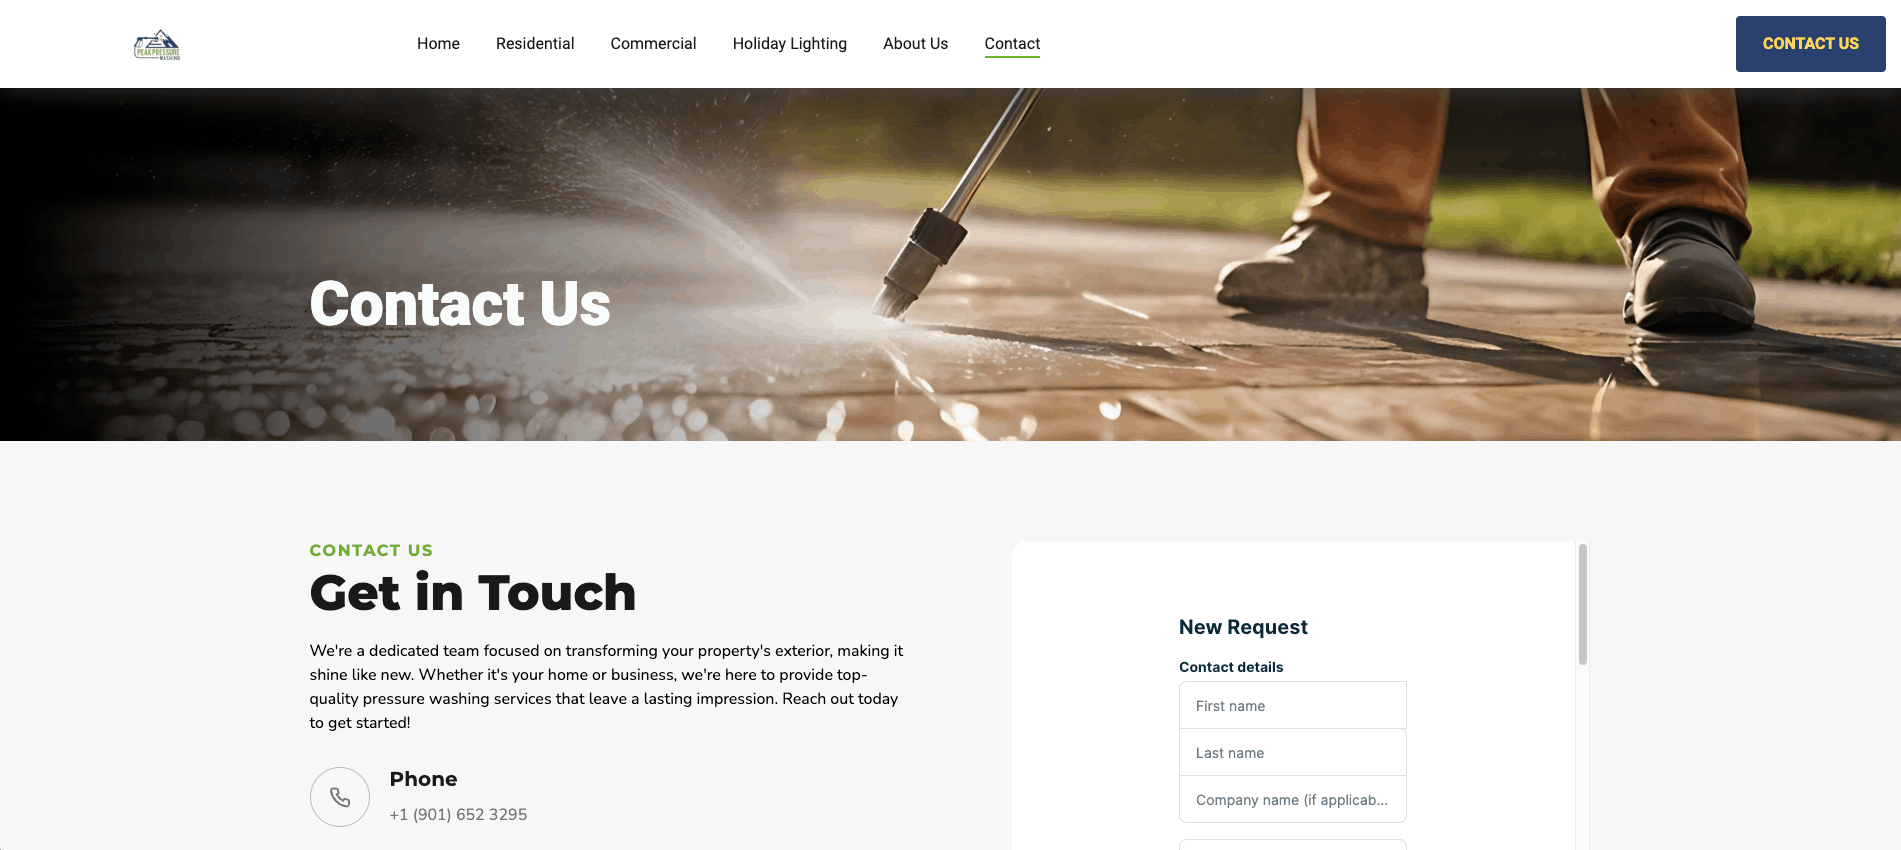 PEAK PRESSURE
WASHING
Home
Residential
Commercial
Holiday Lighting
About Us
Contact
CONTACT US
Contact Us
CONTACT US
Get in Touch
We're a dedicated team focused on transforming your property's exterior, making it
shine like new. Whether it's your home or business, we're here to provide top-
quality pressure washing services that leave a lasting impression. Reach out today
to get started!
Phone
+1 (901) 652 3295
New Request
Contact details
First name
Last name
Company name (if applicab...